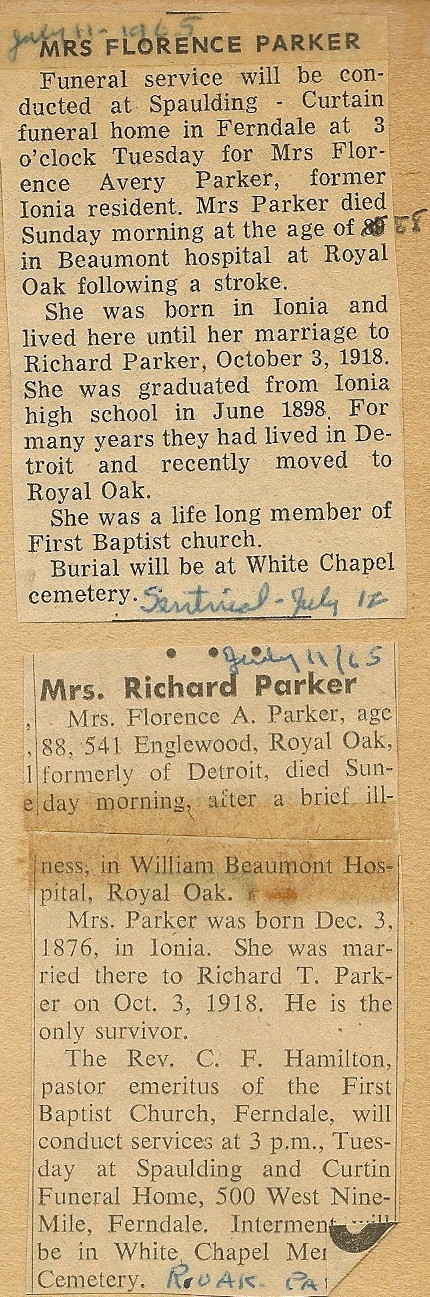 July 11-1965
MRS FLORENCE PARKER
Funeral service will be con-
ducted at Spaulding - Curtain
funeral home in Ferndale at 3
o'clock Tuesday for Mrs Flor-
ence Avery Parker, former
Ionia resident. Mrs Parker died
Sunday morning at the age of 88
in Beaumont hospital at Royal
Oak following a stroke.
She was born in Ionia and
lived here until her marriage to
Richard Parker, October 3, 1918.
She was graduated from Ionia
high school in June 1898. For
many years they had lived in De-
troit and recently moved to
Royal Oak.
She was a life long member of
First Baptist church.
Burial will be at White Chapel
cemetery. Sentinel - July 12
July 11/65
Mrs. Richard Parker
, Mrs. Florence A. Parker, age
, 88, 541 Englewood, Royal Oak,
l formerly of Detroit, died Sun-
e day morning, after a brief ill-
ness, in William Beaumont Hos-
pital, Royal Oak.
Mrs. Parker was born Dec. 3,
1876, in Ionia. She was mar-
ried there to Richard T. Park-
er on Oct. 3, 1918. He is the
only survivor.
The Rev. C. F. Hamilton,
pastor emeritus of the First
Baptist Church, Ferndale, will
conduct services at 3 p.m., Tues-
day at Spaulding and Curtin
Funeral Home, 500 West Nine-
Mile, Ferndale. Interment will
be in White Chapel
Cemetery. R. OAK. Pa